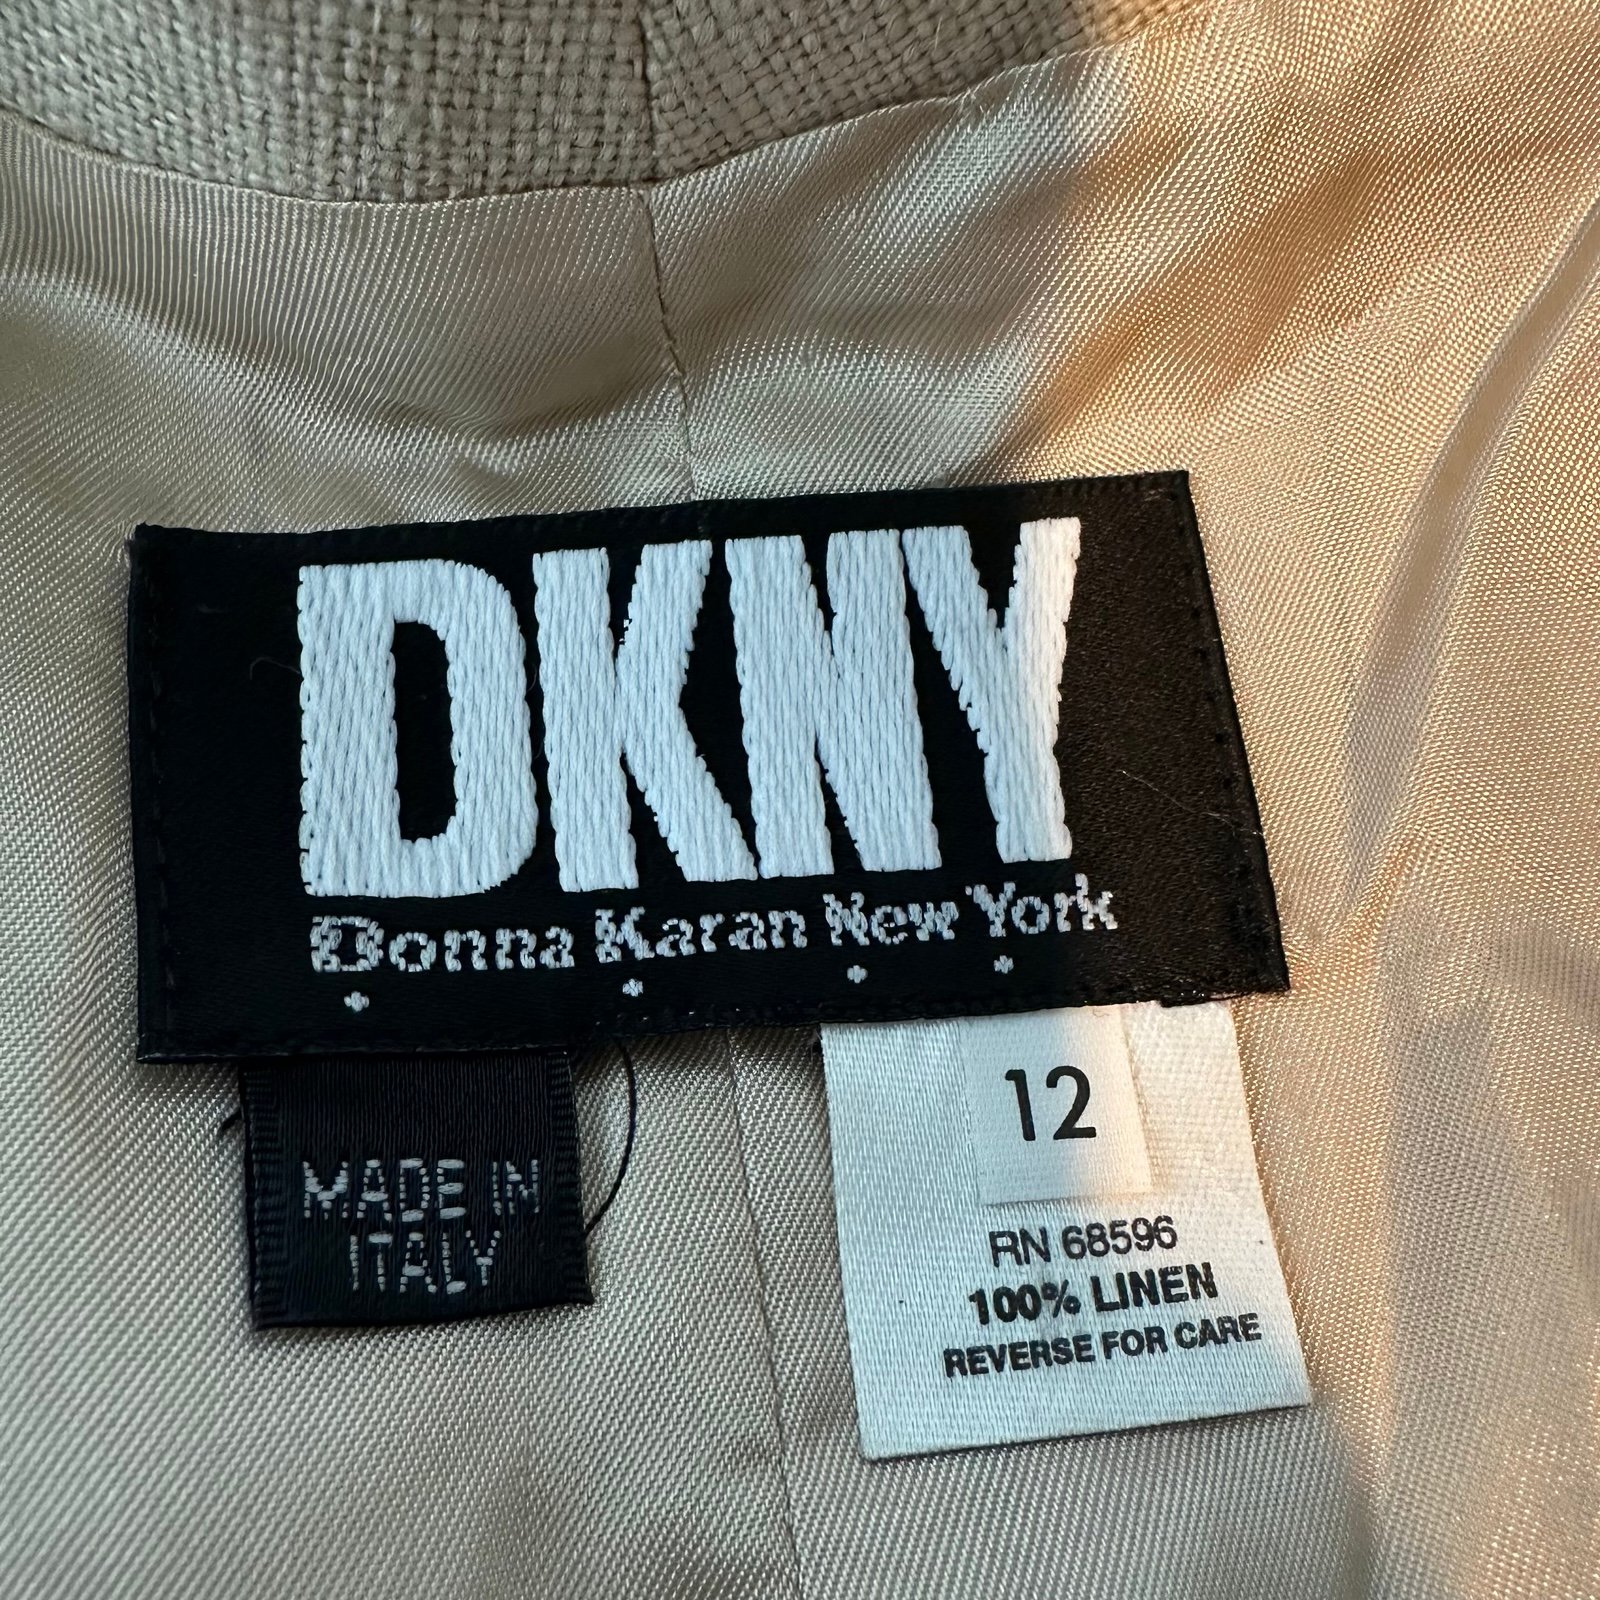 DKNY
Donna Karan New York
MADE IN
ITALY
12
RN 68596
100% LINEN
REVERSE FOR CARE